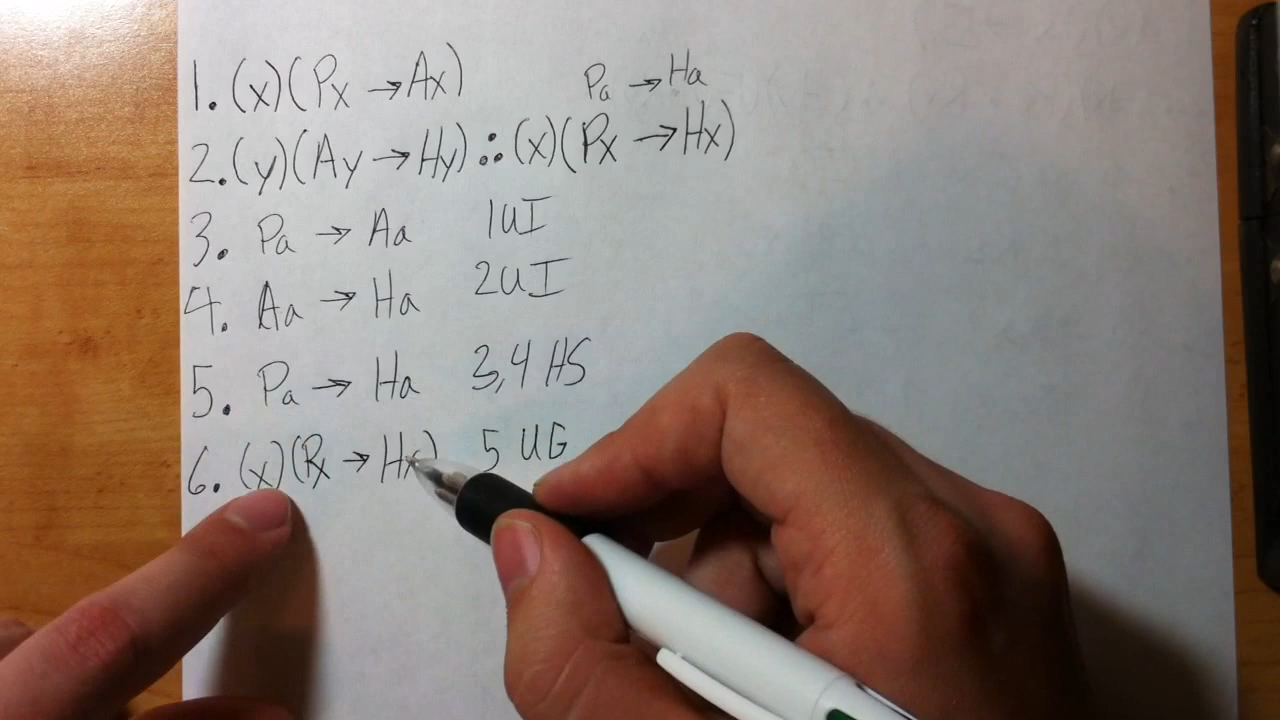 1. (x)(Px → Ax)
Pa → Ha
2. (y)(Ay → Hy) ∴ (x)(Px → Hx)
3. Pa → Aa 1UI
4. Aa → Ha 2UI
5. Pa → Ha 3,4 HS
6. (x)(Px → Hx) 5 UG